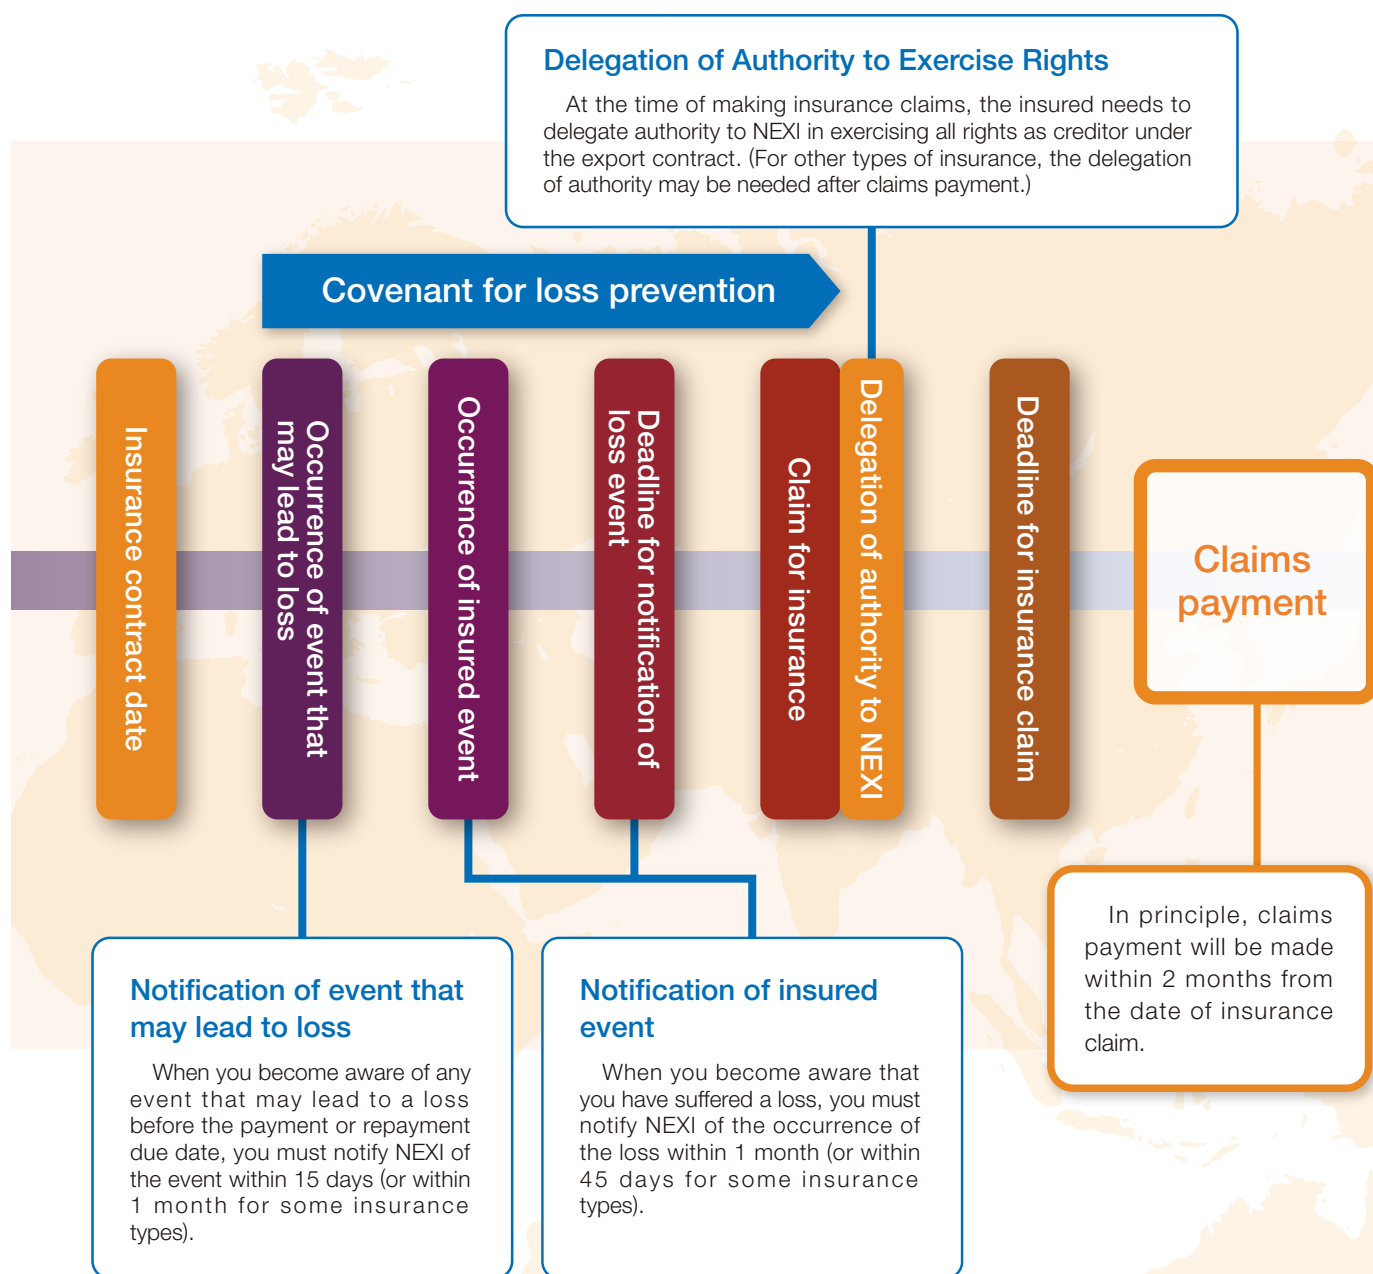 Delegation of Authority to Exercise Rights
At the time of making insurance claims, the insured needs to
delegate authority to NEXI in exercising all rights as creditor under
the export contract. (For other types of insurance, the delegation
of authority may be needed after claims payment.)
Covenant for loss prevention
Insurance contract date
Occurrence of event that
may lead to loss
Occurrence of insured event
Deadline for notification of
loss event
Claim for insurance
Delegation of authority to NEXI
Deadline for insurance claim
Claims
payment
Notification of event that
may lead to loss
When you become aware of any
event that may lead to a loss
before the payment or repayment
due date, you must notify NEXI of
the event within 15 days (or within
1 month for some insurance
types).
Notification of insured
event
When you become aware that
you have suffered a loss, you must
notify NEXI of the occurrence of
the loss within 1 month (or within
45 days for some insurance
types).
In principle, claims
payment will be made
within 2 months from
the date of insurance
claim.